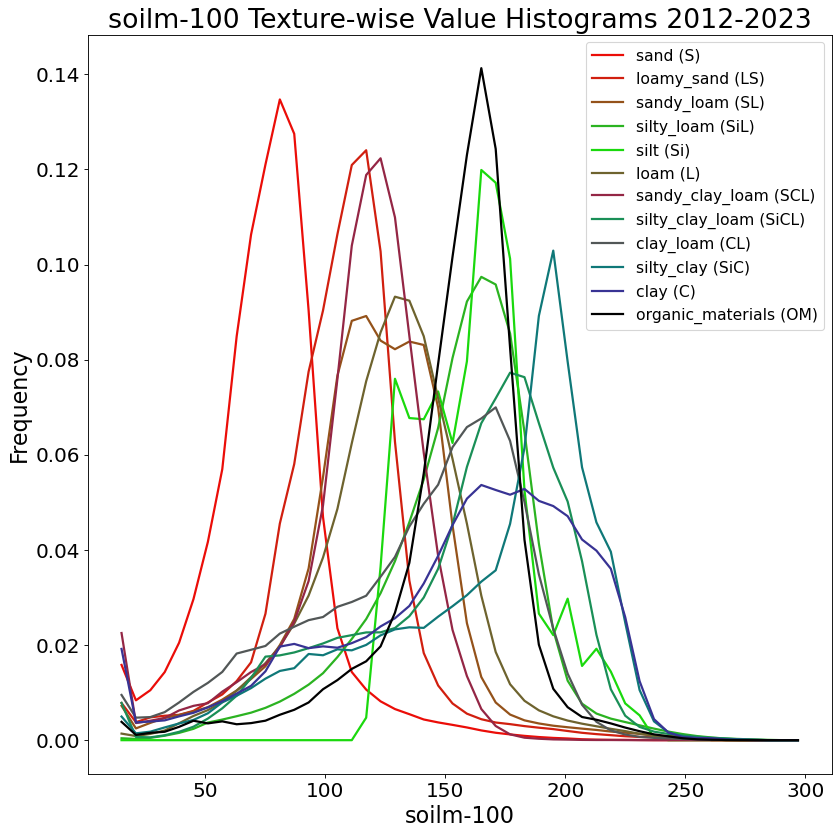 soilm-100 Texture-wise Value Histograms 2012-2023
sand (S)
loamy_sand (LS)
sandy_loam (SL)
silty_loam (SiL)
silt (Si)
loam (L)
sandy_clay_loam (SCL)
silty_clay_loam (SiCL)
clay_loam (CL)
silty_clay (SiC)
clay (C)
organic_materials (OM)
Frequency
0.14
0.12
0.10
0.08
0.06
0.04
0.02
0.00
50 100 150 200 250 300
soilm-100